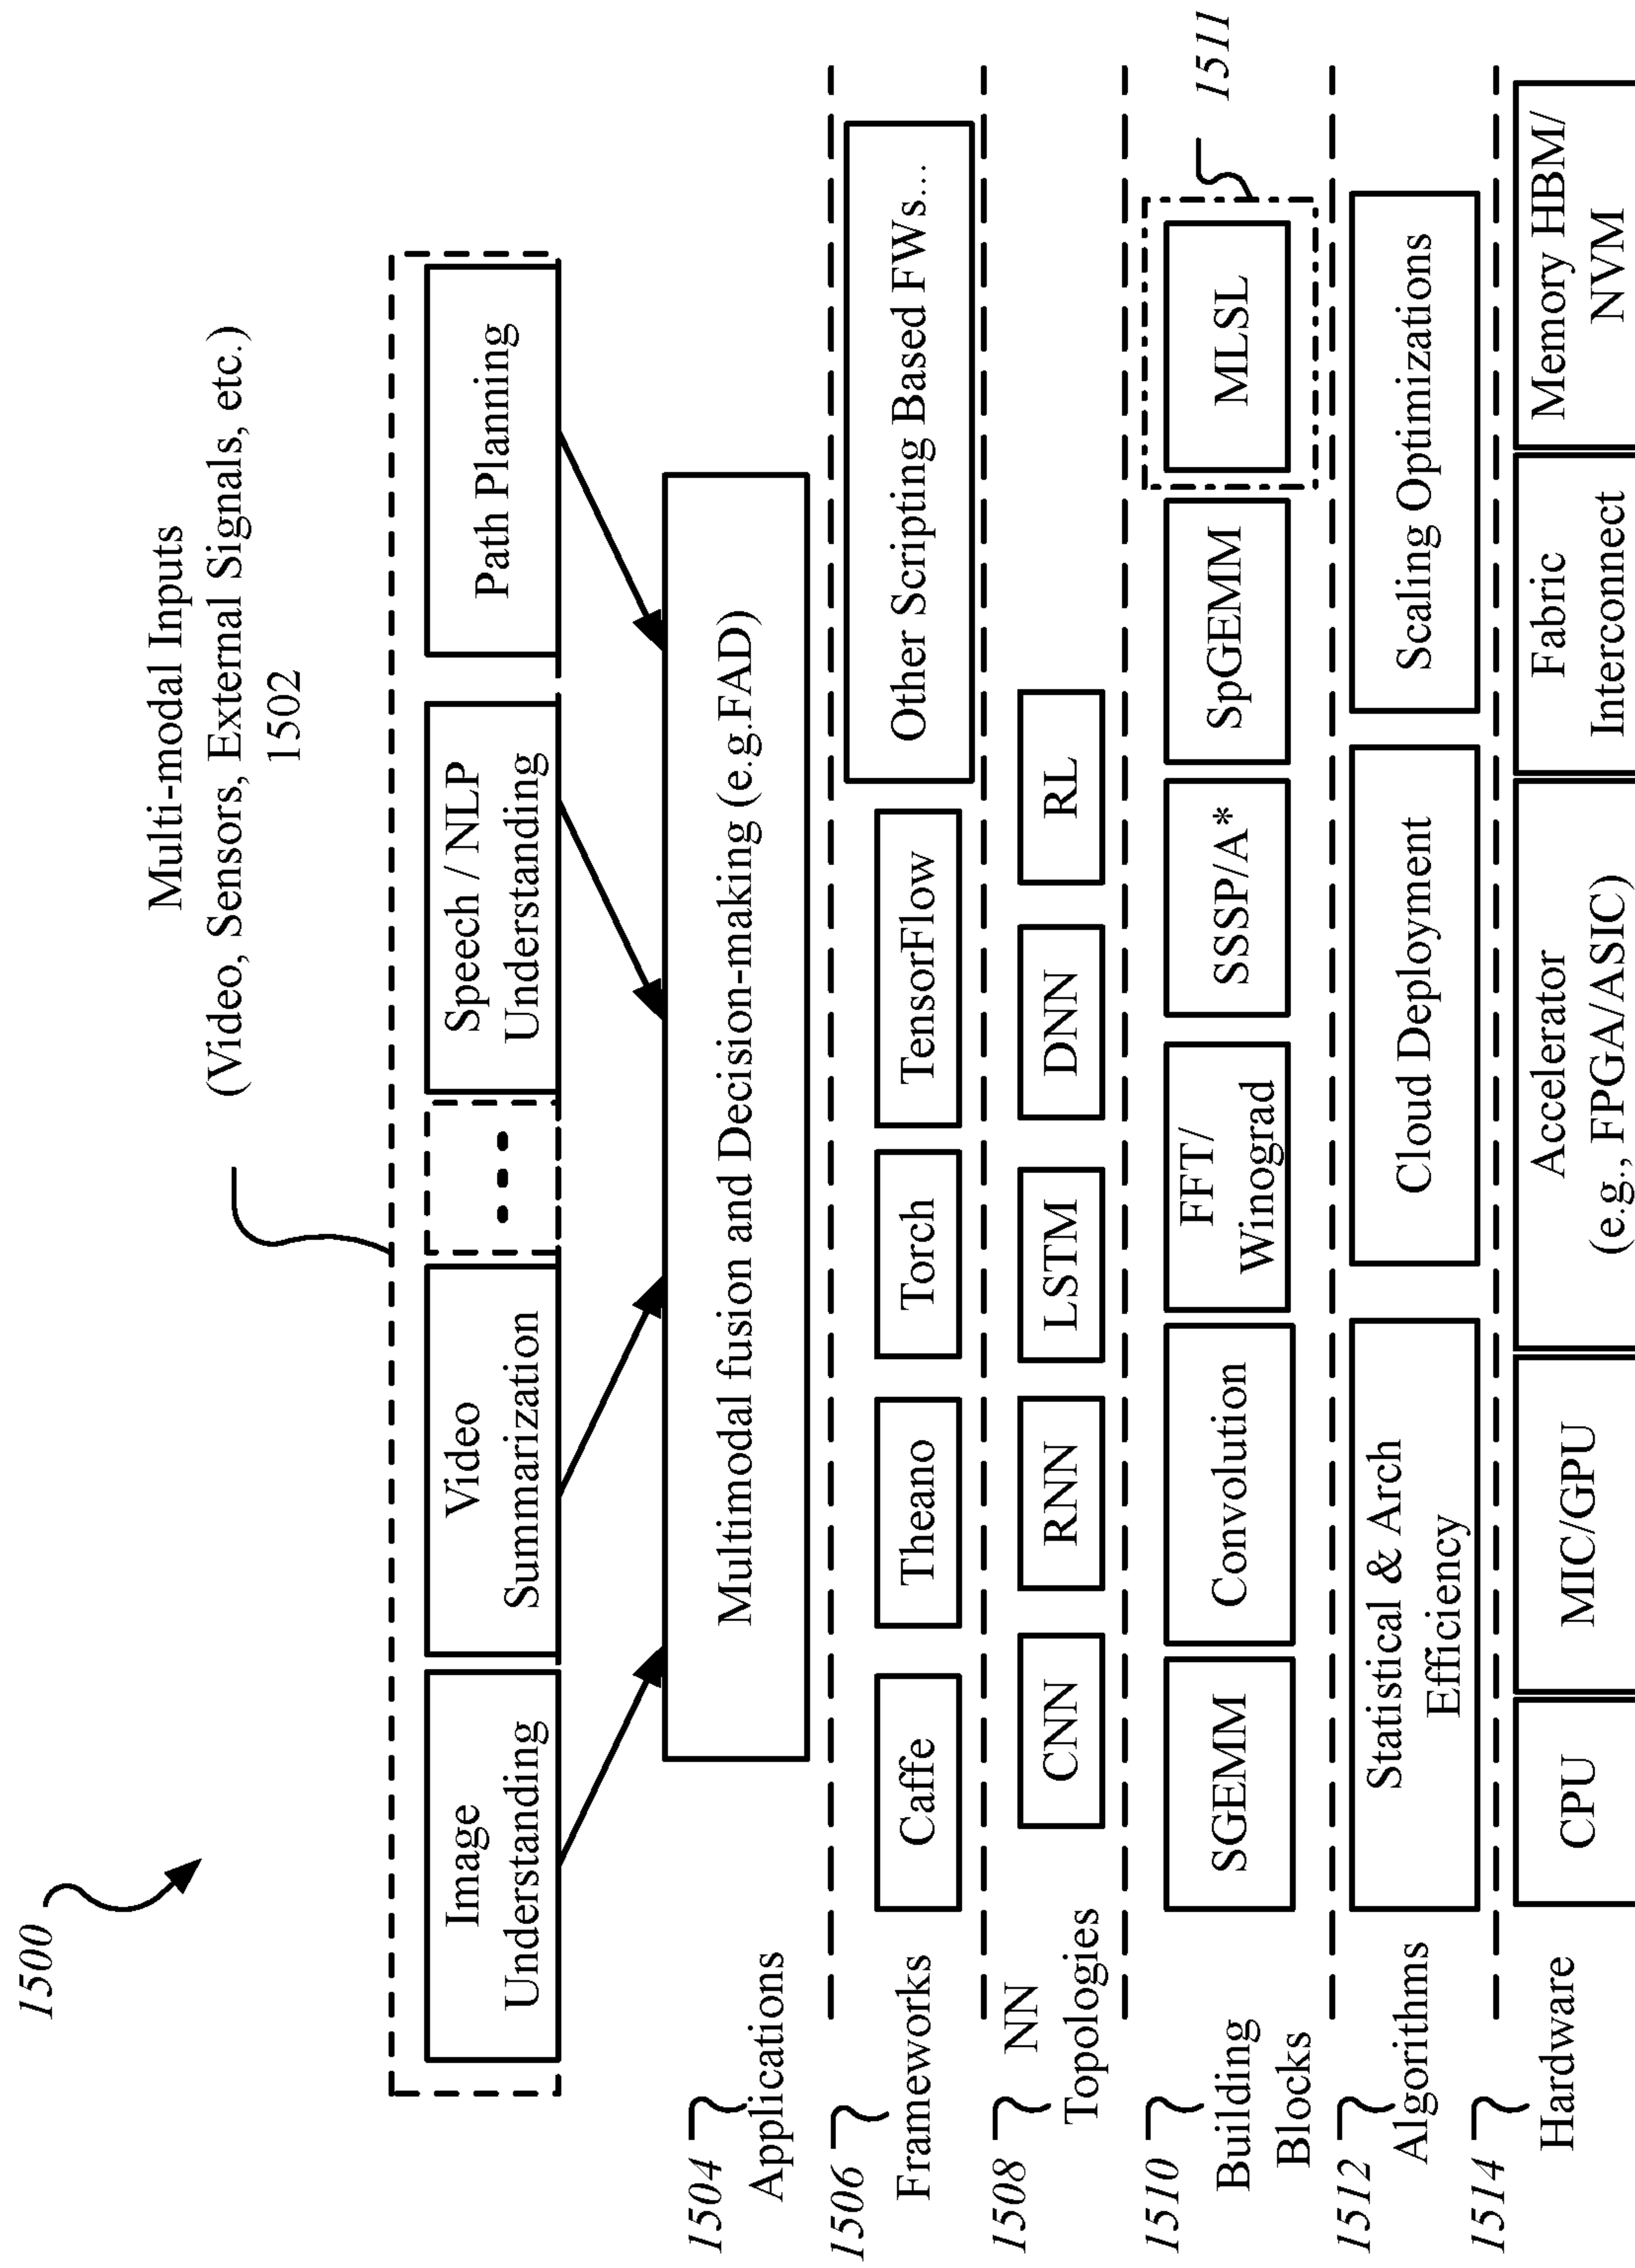 1500
Multi-modal Inputs
(Video, Sensors, External Signals, etc.)
1502
Image
Understanding
Video
Summarization
Speech / NLP
Understanding
Path Planning
1504
Applications
Multimodal fusion and Decision-making (e.g.FAD)
1506
Frameworks
Caffe
Theano
Torch
TensorFlow
Other Scripting Based FWs...
1508
NN
Topologies
CNN
RNN
LSTM
DNN
RL
1510
Building
Blocks
SGEMM
Convolution
FFT/
Winograd
SSSP/A*
SpGEMM
MLSL
1511
1512
Algorithms
Statistical & Arch
Efficiency
Cloud Deployment
Scaling Optimizations
1514
Hardware
CPU
MIC/GPU
Accelerator
(e.g., FPGA/ASIC)
Fabric
Interconnect
Memory HBM/
NVM